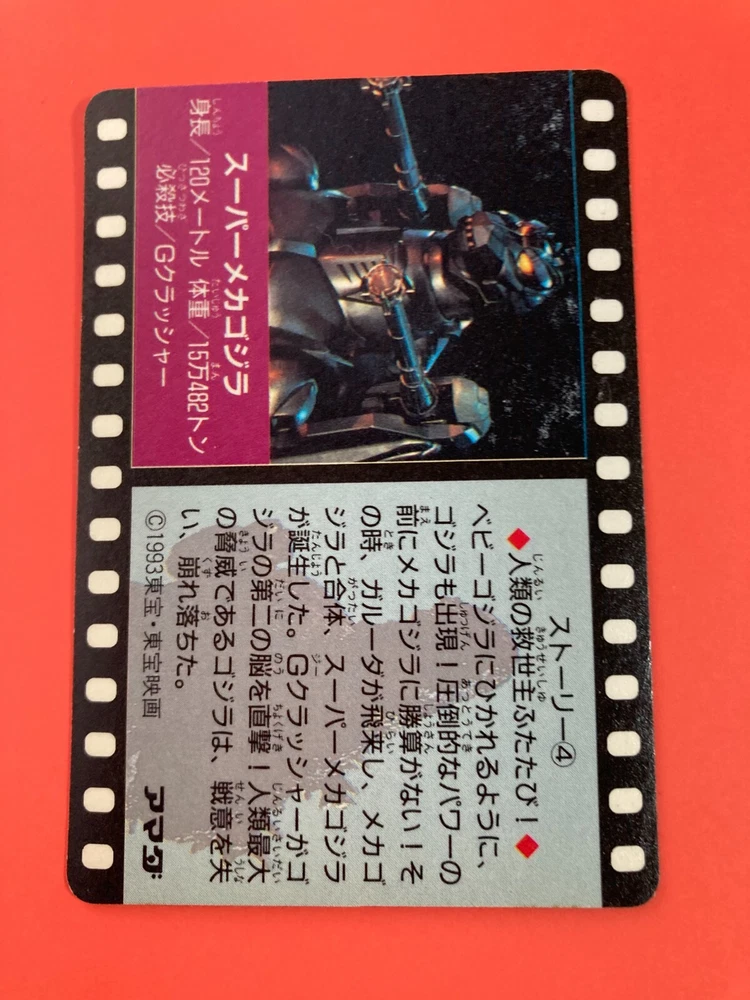 スーパーメカゴジラ
身長/120メートル 体重/15万482トン
必殺技/Gクラッシャー
ストーリー④
◆人類の救世主ふたたび！◆
ベビーゴジラにひかれるように、
ゴジラも出現！圧倒的なパワーの
前にメカゴジラに勝算がない！そ
の時、ガルーダが飛来し、メカゴ
ジラと合体、スーパーメカゴジラ
が誕生した。Gクラッシャーがゴ
ジラの第二の脳を直撃！人類最大
の脅威であるゴジラは、戦意を失
い、崩れ落ちた。
©1993東宝・東宝映画
アマダ